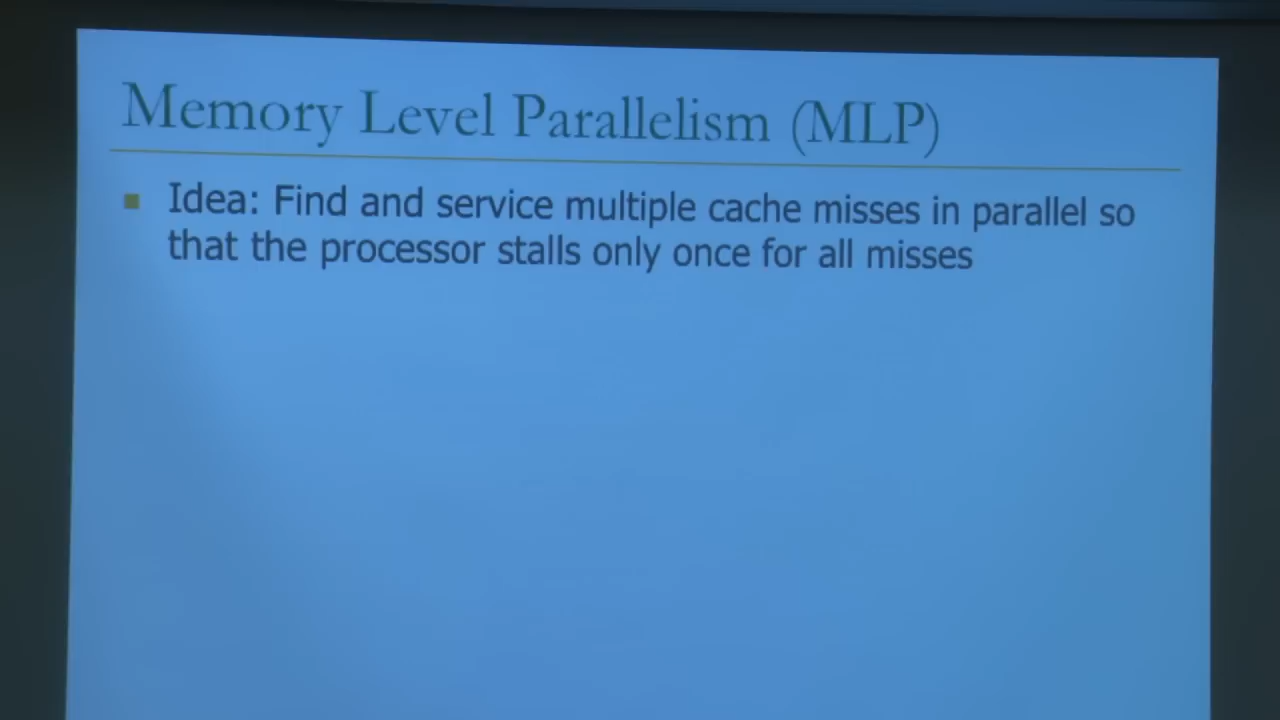 Memory Level Parallelism (MLP)
Idea: Find and service multiple cache misses in parallel so
that the processor stalls only once for all misses